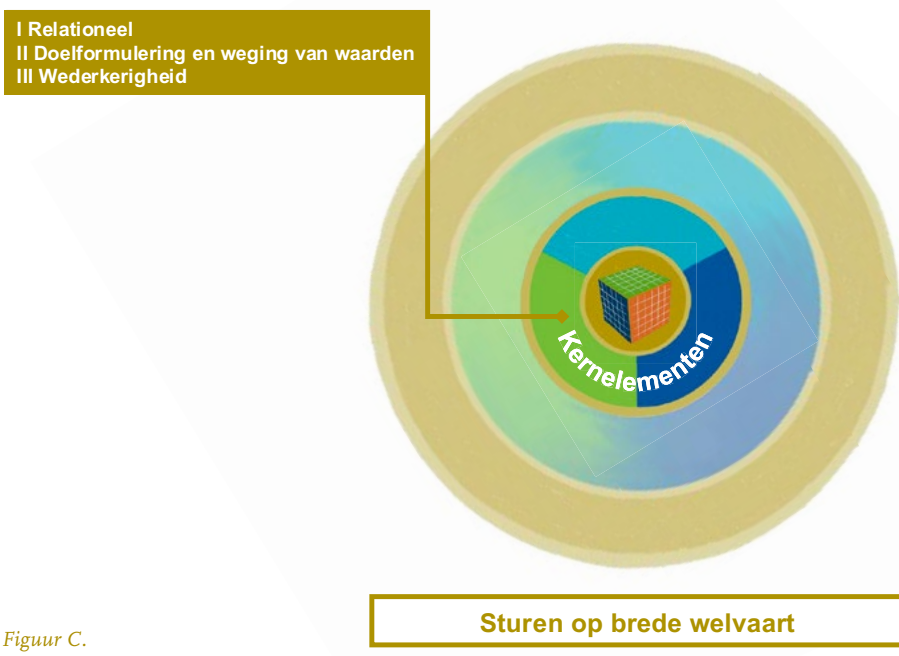 I Relationeel
II Doelformulering en weging van waarden
III Wederkerigheid
Kernelementen
Sturen op brede welvaart
Figuur C.